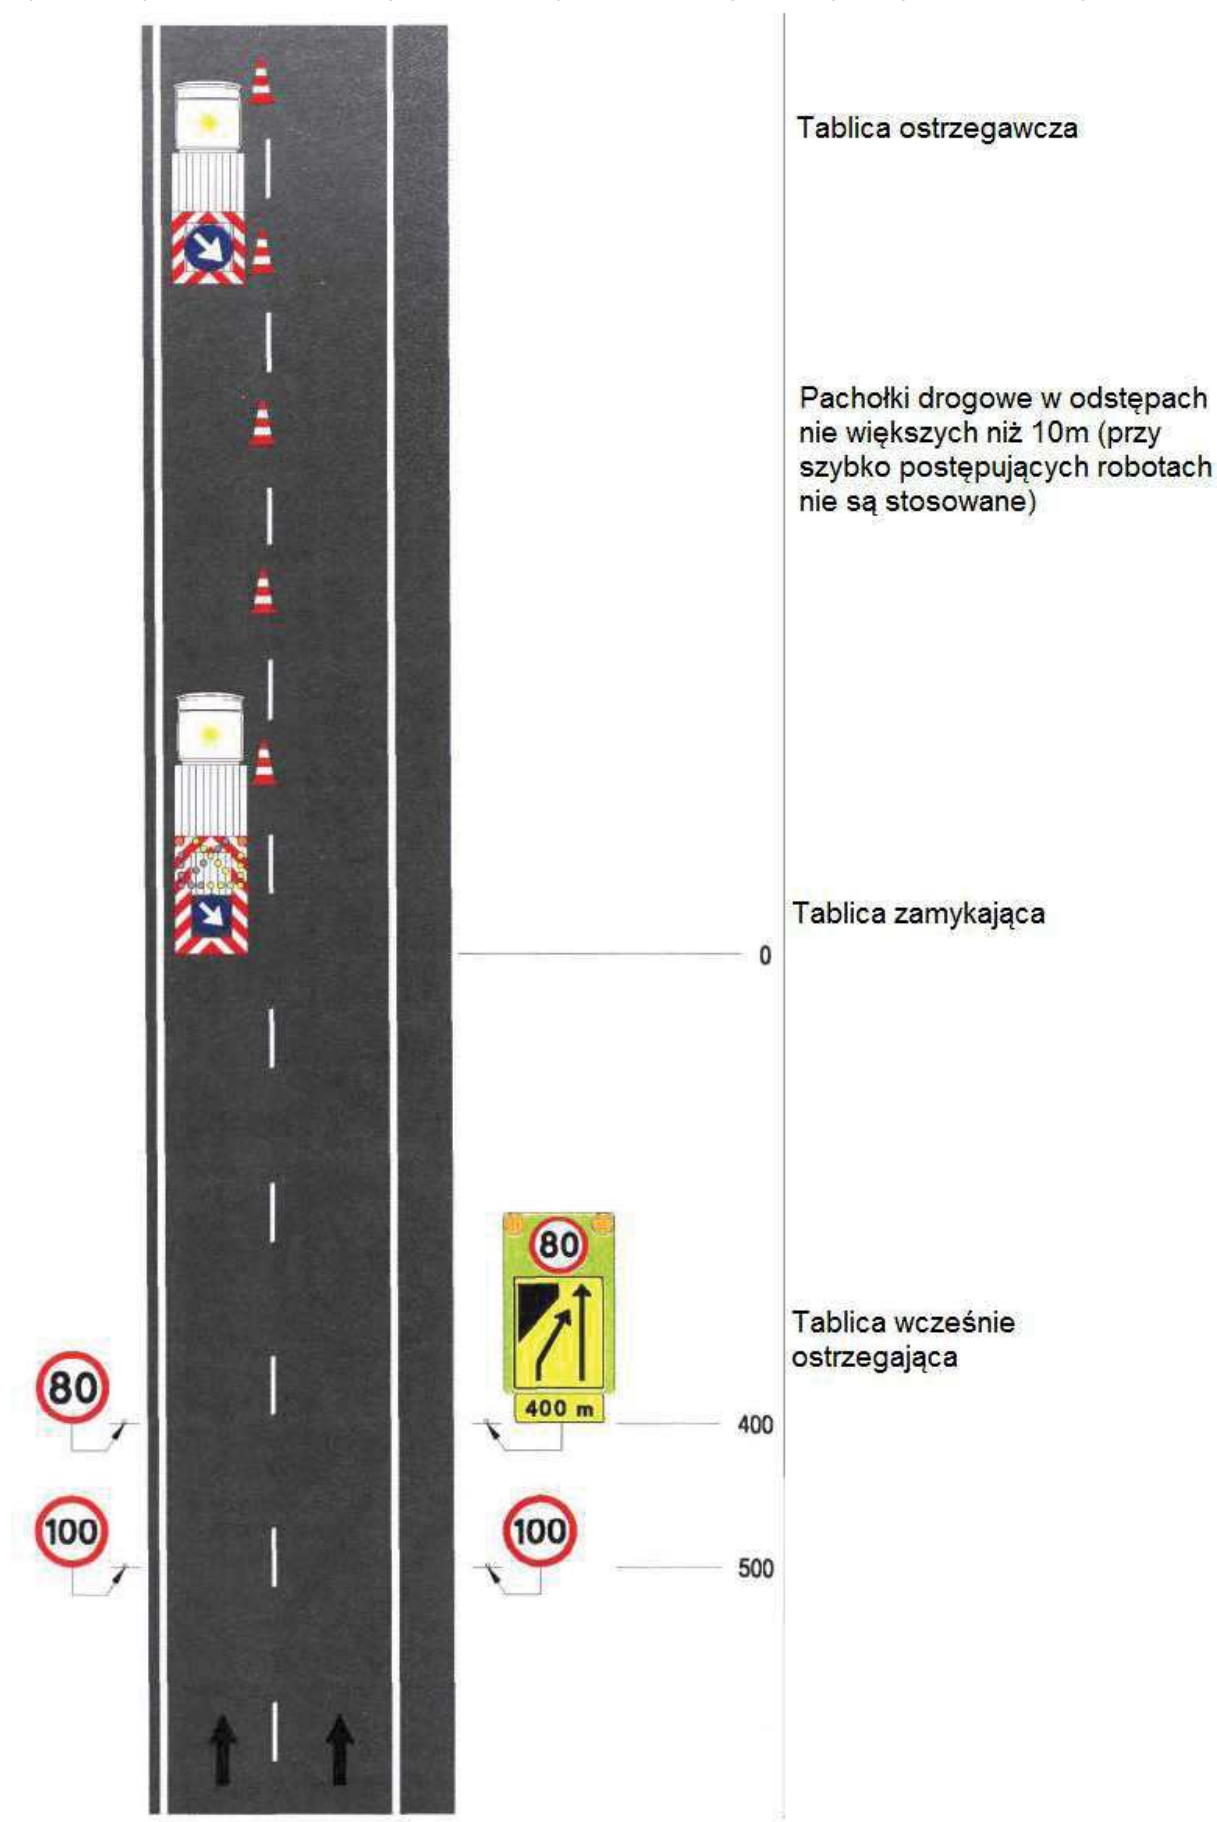 Tablica ostrzegawcza
Pachołki drogowe w odstępach
nie większych niż 10m (przy
szybko postępujących robotach
nie są stosowane)
Tablica zamykająca
0
80
Tablica wcześnie
ostrzegająca
80
400 m
400
100
100
500